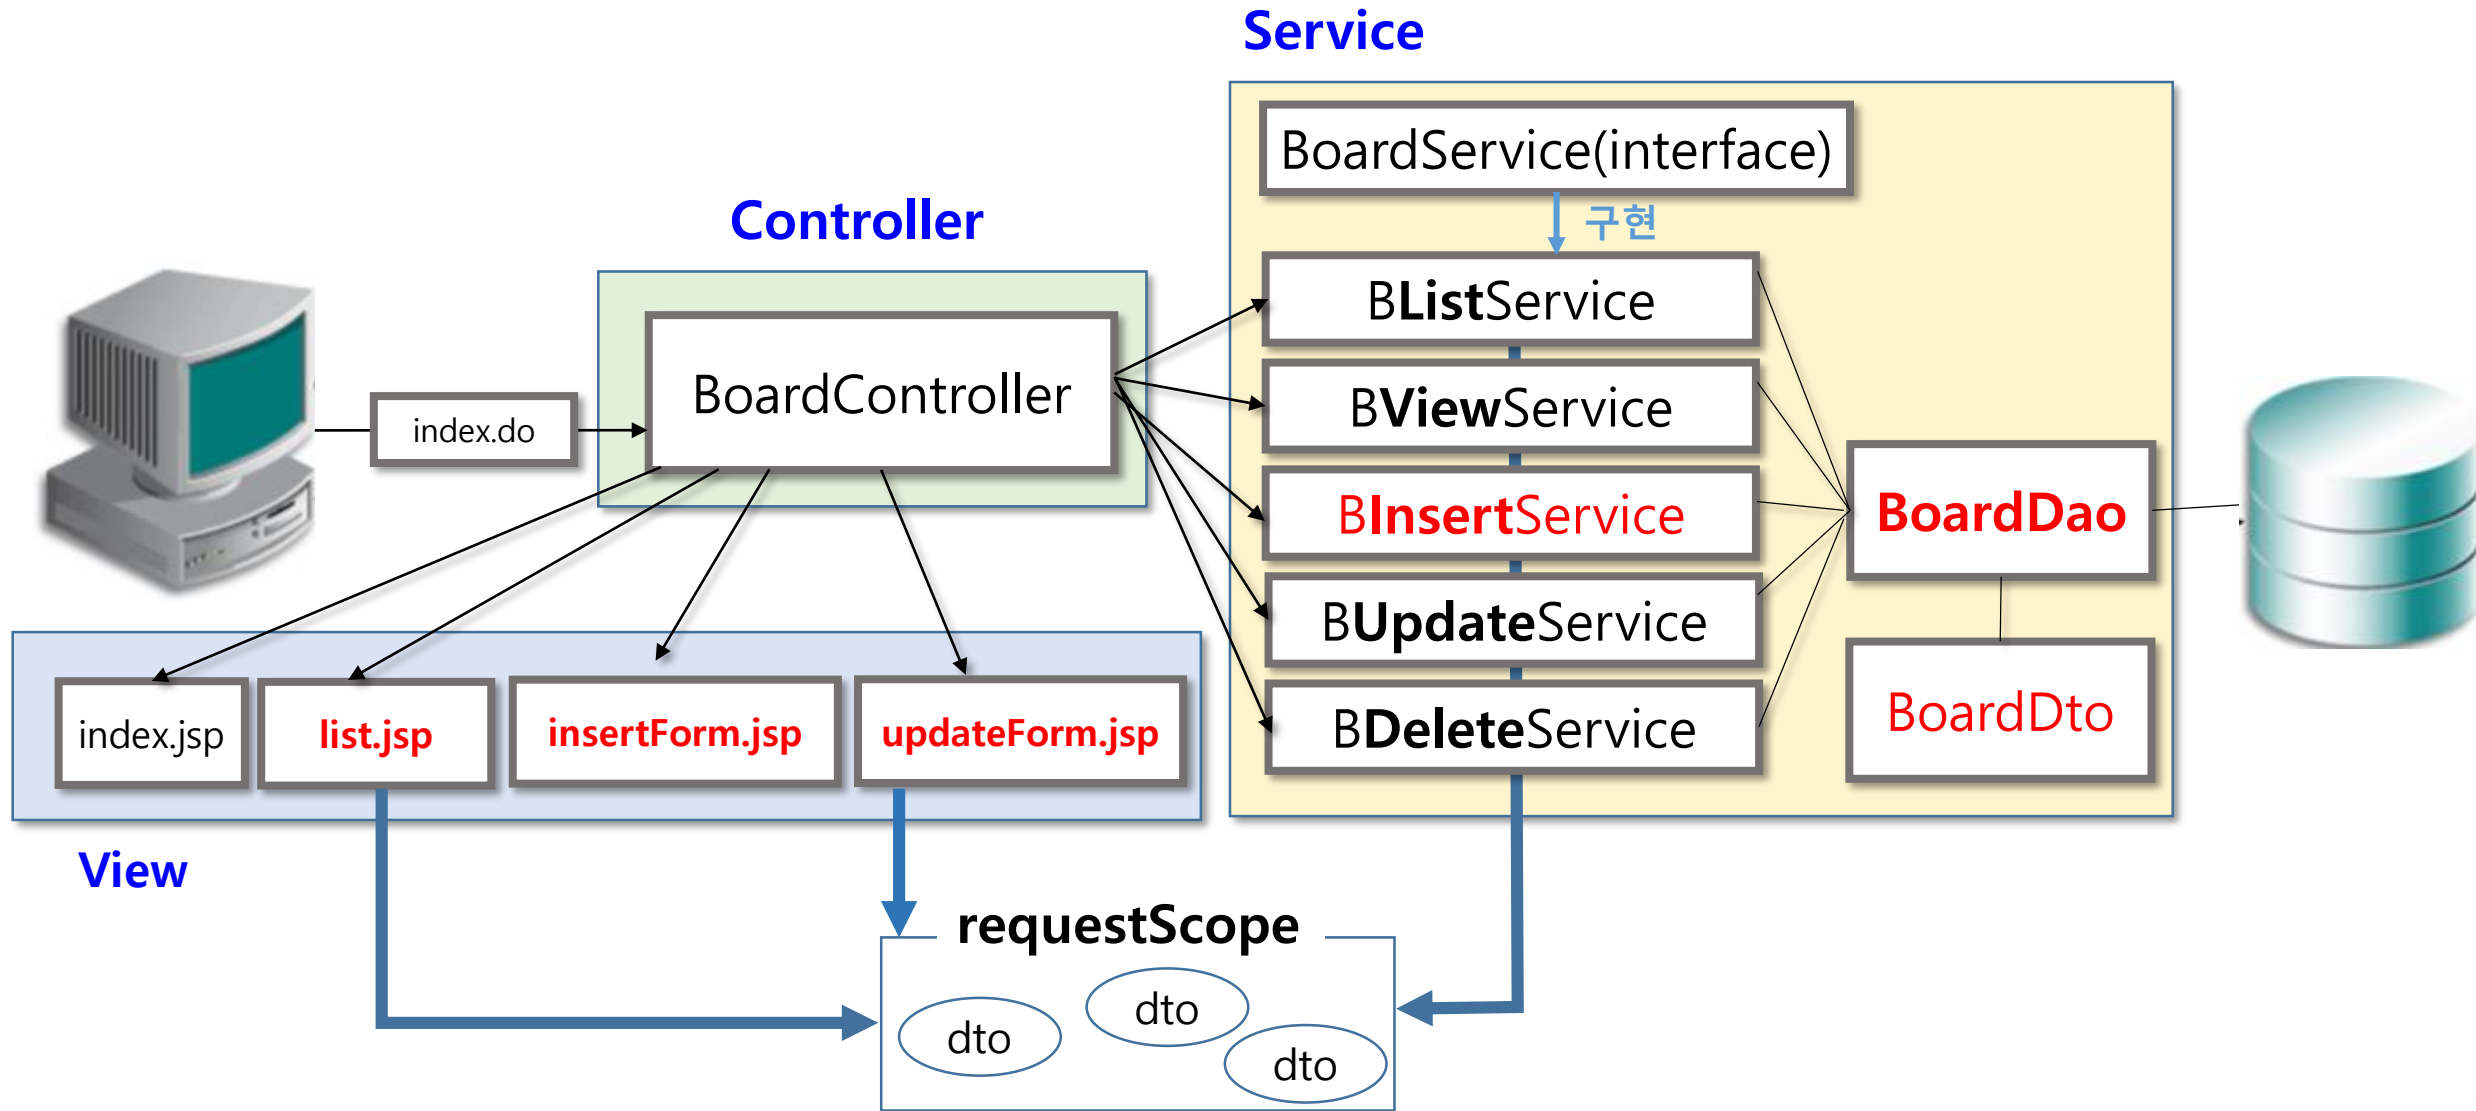 Service
BoardService(interface)
구현
Controller
BListService
BoardController
BViewService
index.do
BInsertService
BoardDao
BUpdateService
BoardDto
BDeleteService
index.jsp
list.jsp
insertForm.jsp
updateForm.jsp
View
requestScope
dto
dto
dto